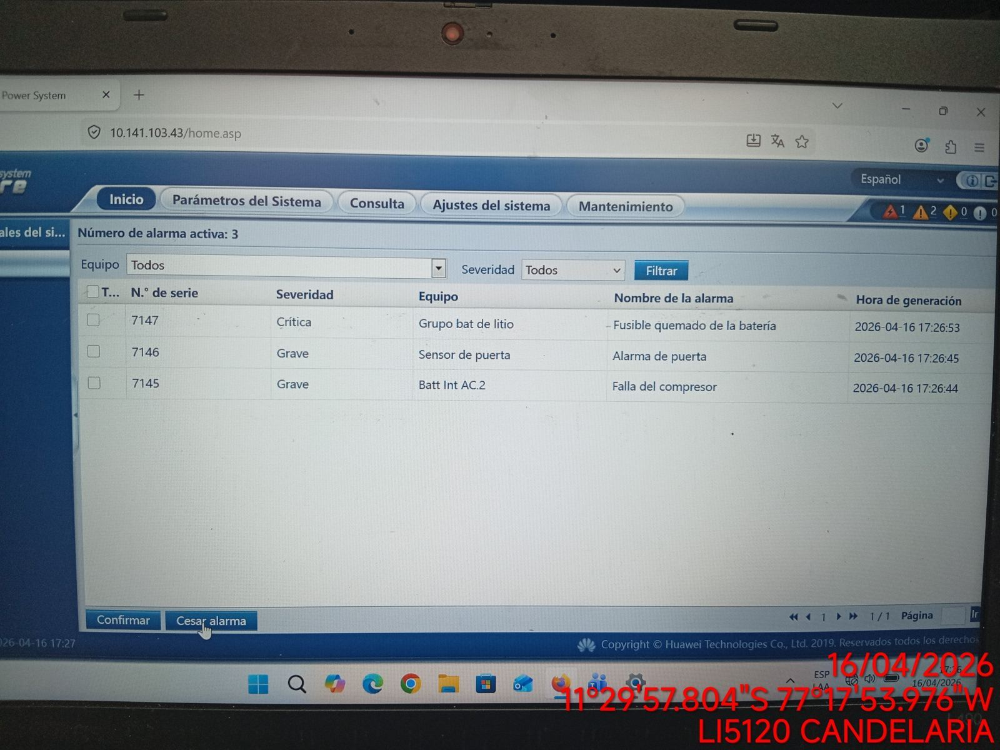 Power System
10.141.103.43/home.asp
system
re
Español
Inicio
Parámetros del Sistema
Consulta
Ajustes del sistema
Mantenimiento
1 2 0 0
ales del si...
Número de alarma activa: 3
Equipo Todos Severidad Todos Filtrar
T... N.° de serie Severidad Equipo Nombre de la alarma Hora de generación
7147 Crítica Grupo bat de litio Fusible quemado de la batería 2026-04-16 17:26:53
7146 Grave Sensor de puerta Alarma de puerta 2026-04-16 17:26:45
7145 Grave Batt Int AC.2 Falla del compresor 2026-04-16 17:26:44
Confirmar Cesar alarma 1 1 / 1 Página Ir
026-04-16 17:27
Copyright © Huawei Technologies Co., Ltd. 2019. Reservados todos los derechos
ESP
LAA
16/04/2026
16/04/2026
11°29'57.804"S 77°17'53.976"W
LI5120 CANDELARIA